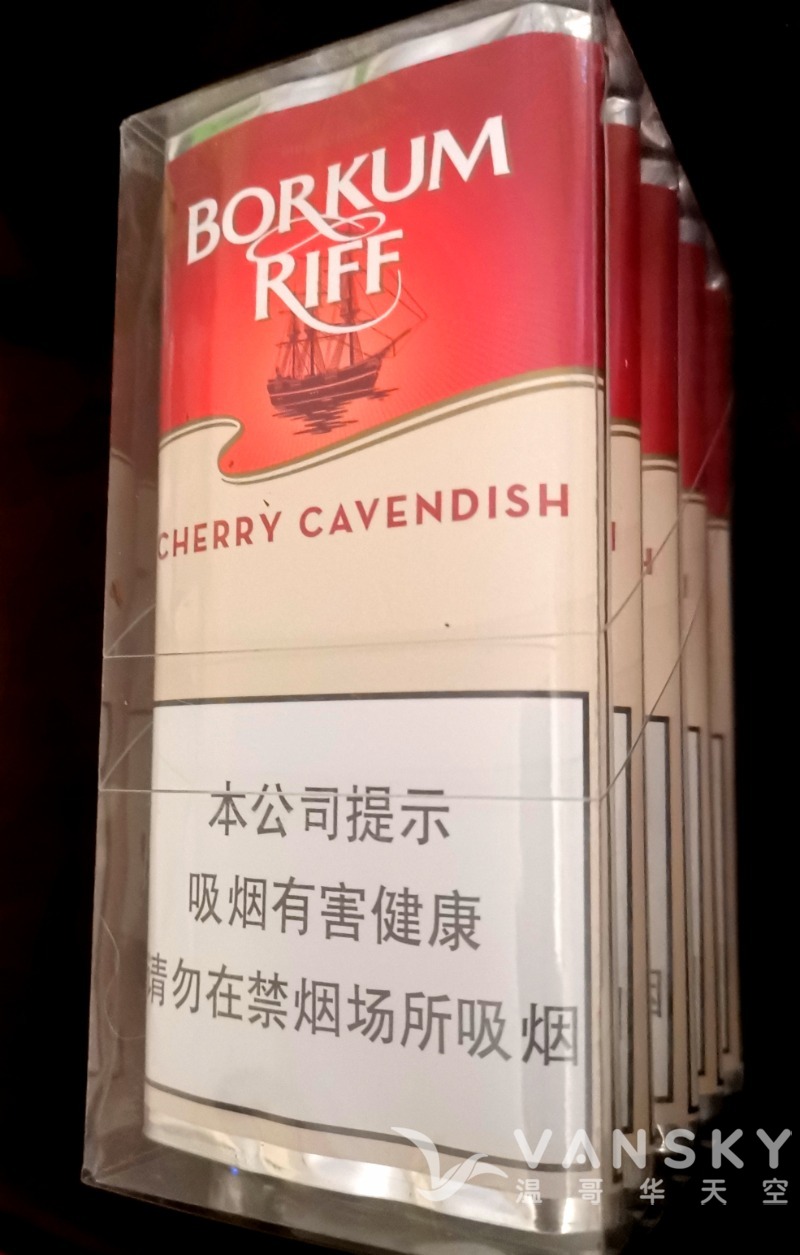 BORKUM
RIFF
CHERRY CAVENDISH
本公司提示
吸烟有害健康
请勿在禁烟场所吸烟
H
VANSKY
温哥华天空